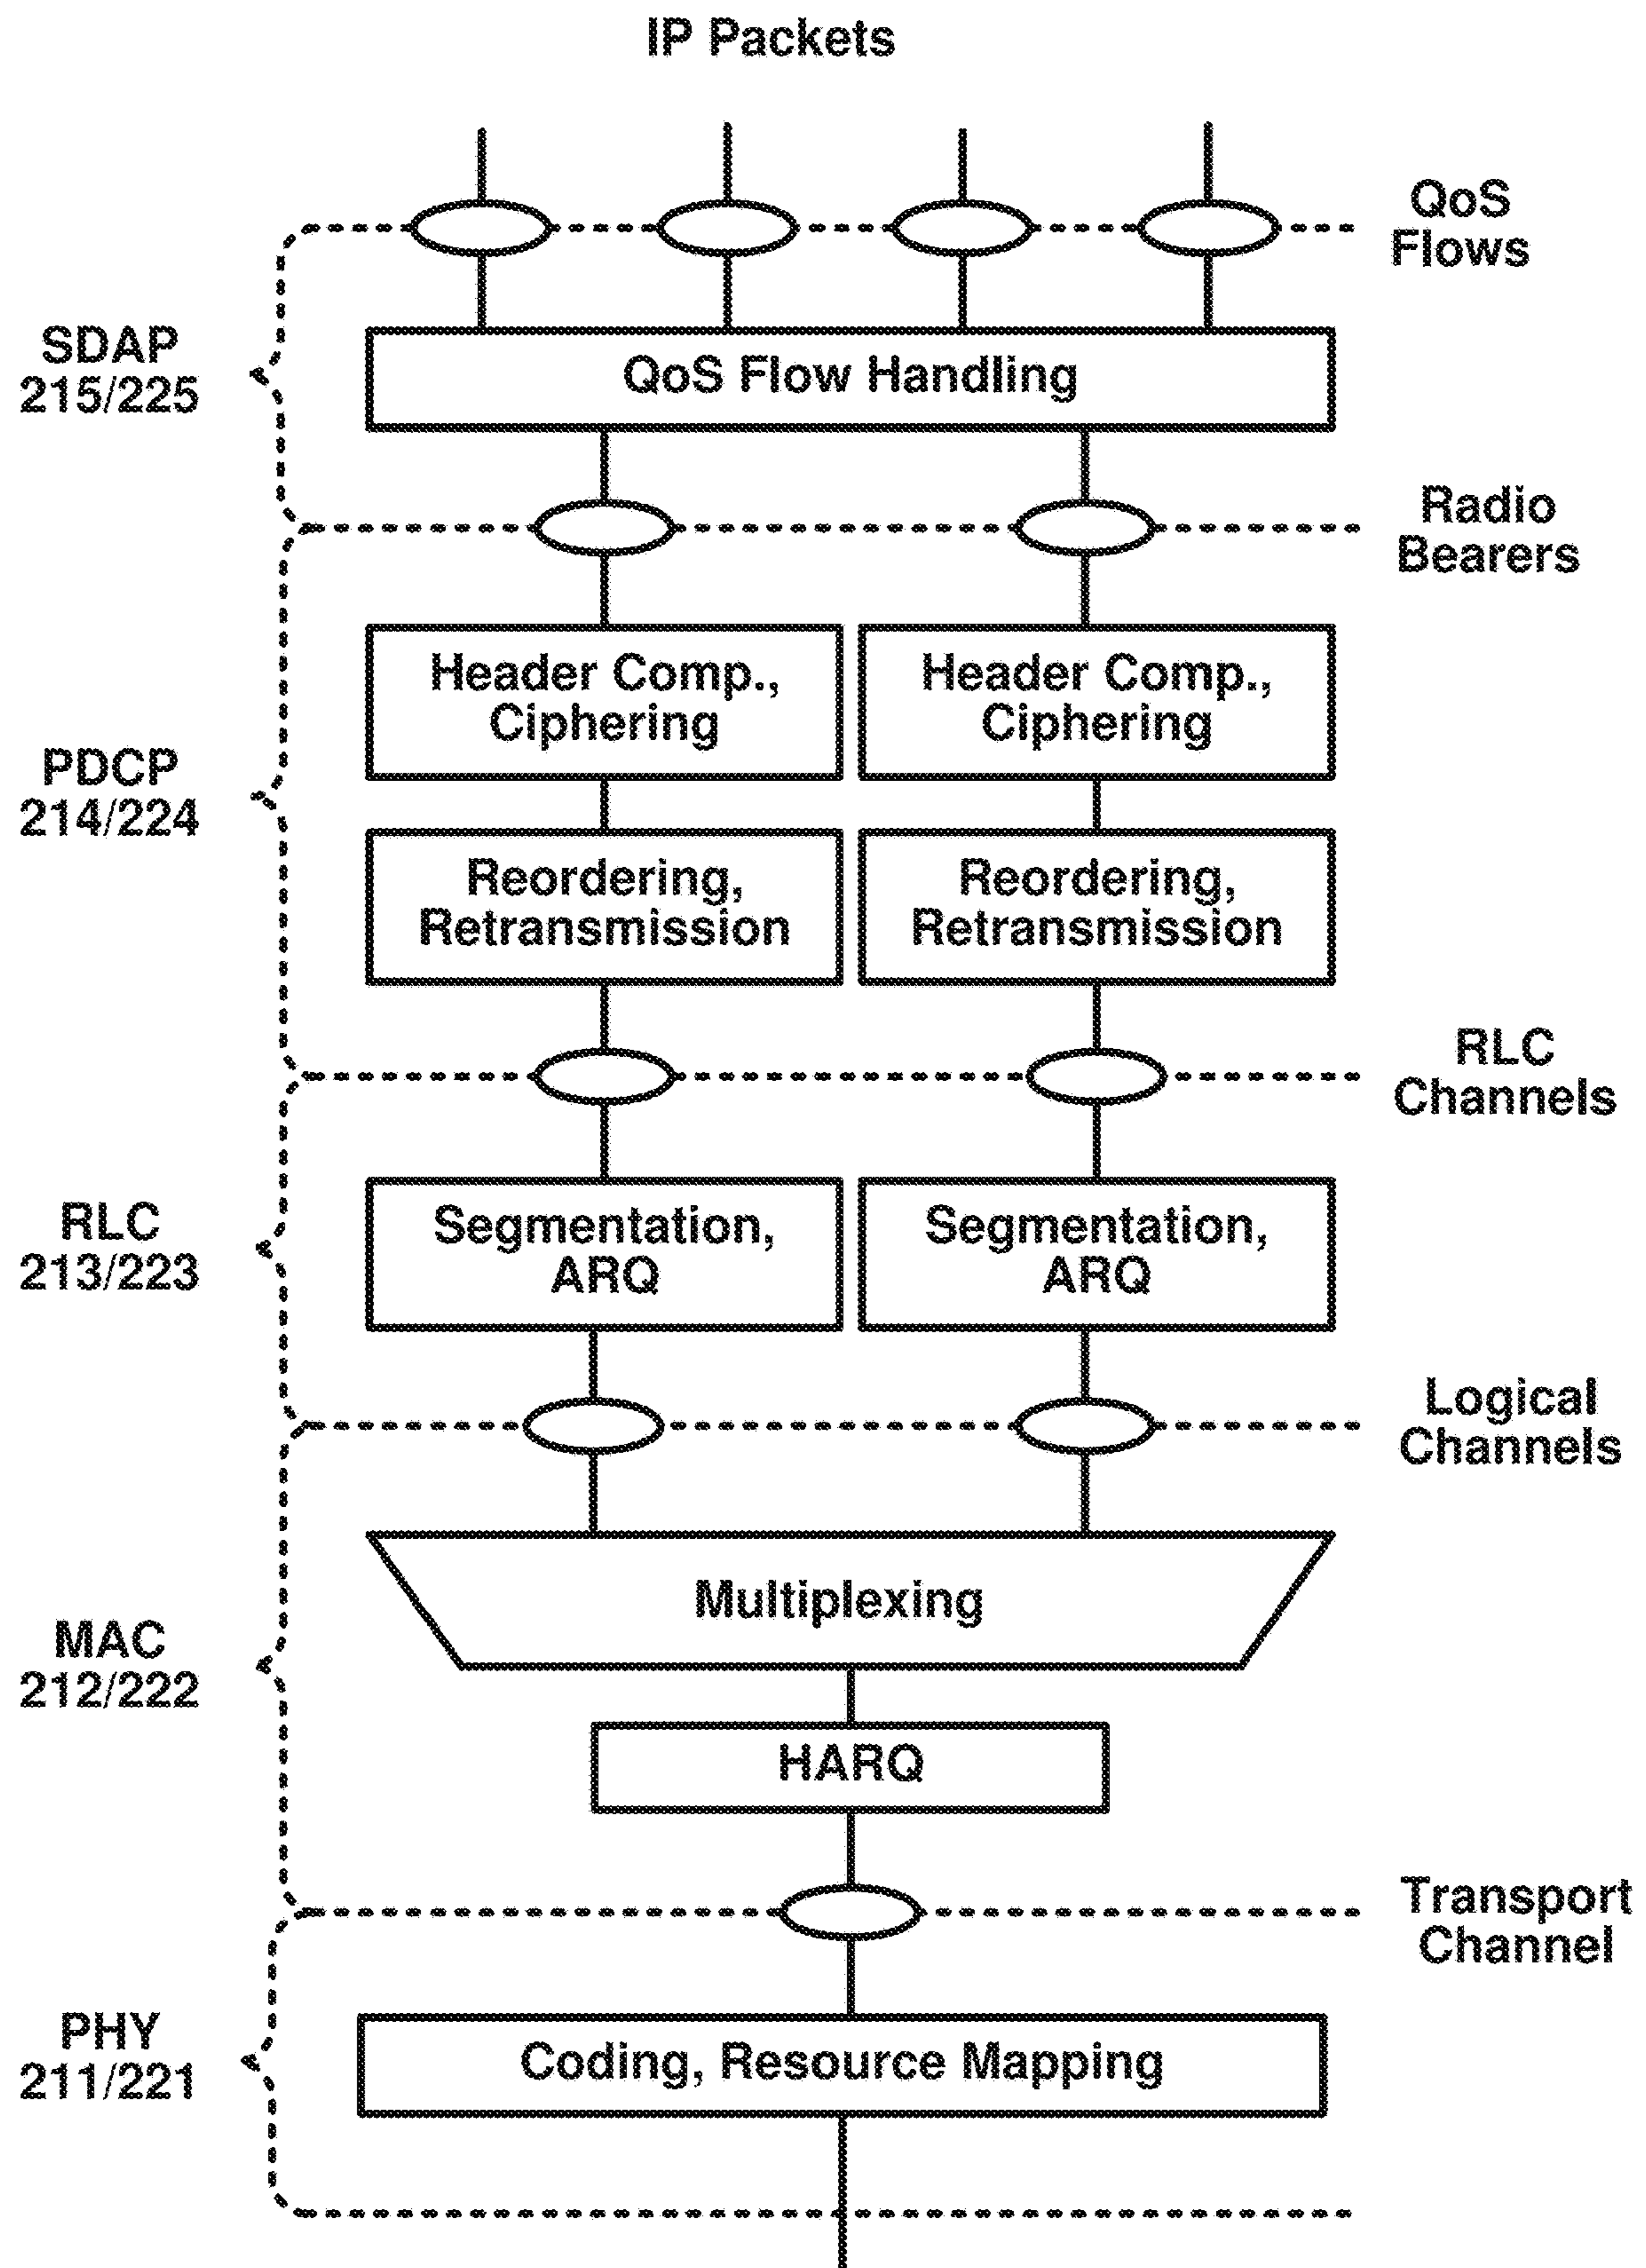 IP Packets
QoS
Flows
SDAP
215/225
QoS Flow Handling
Radio
Bearers
Header Comp.,
Ciphering
Header Comp.,
Ciphering
PDCP
214/224
Reordering,
Retransmission
Reordering,
Retransmission
RLC
Channels
RLC
213/223
Segmentation,
ARQ
Segmentation,
ARQ
Logical
Channels
Multiplexing
MAC
212/222
HARQ
Transport
Channel
PHY
211/221
Coding, Resource Mapping